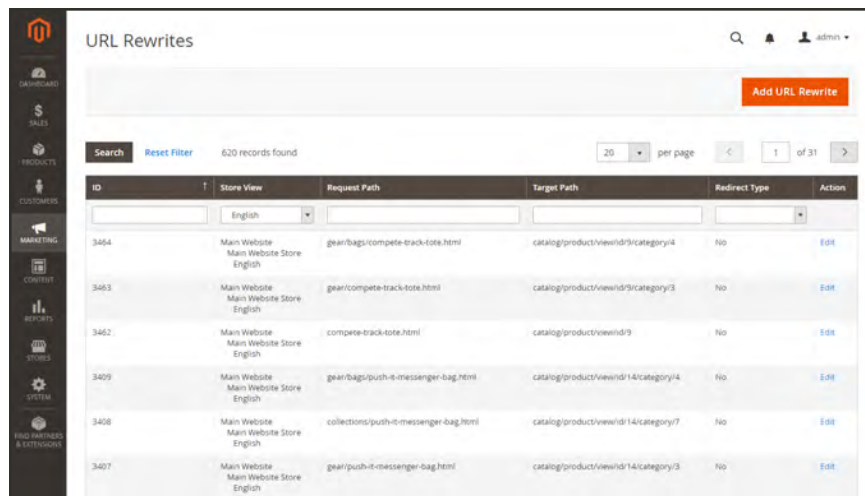 URL Rewrites
admin
Add URL Rewrite
DASHBOARD
SALES
PRODUCTS
CUSTOMERS
MARKETING
CONTENT
REPORTS
STORES
SYSTEM
FIND PARTNERS
& EXTENSIONS
Search Reset Filter 620 records found 20 per page 1 of 31
ID Store View Request Path Target Path Redirect Type Action
English
3464 Main Website gear/bags/compete-track-tote.html catalog/product/view/id/9/category/4 No Edit
Main Website Store
English
3463 Main Website gear/compete-track-tote.html catalog/product/view/id/9/category/3 No Edit
Main Website Store
English
3462 Main Website compete-track-tote.html catalog/product/view/id/9 No Edit
Main Website Store
English
3409 Main Website gear/bags/push-it-messenger-bag.html catalog/product/view/id/14/category/4 No Edit
Main Website Store
English
3408 Main Website collections/push-it-messenger-bag.html catalog/product/view/id/14/category/7 No Edit
Main Website Store
English
3407 Main Website gear/push-it-messenger-bag.html catalog/product/view/id/14/category/3 No Edit
Main Website Store
English